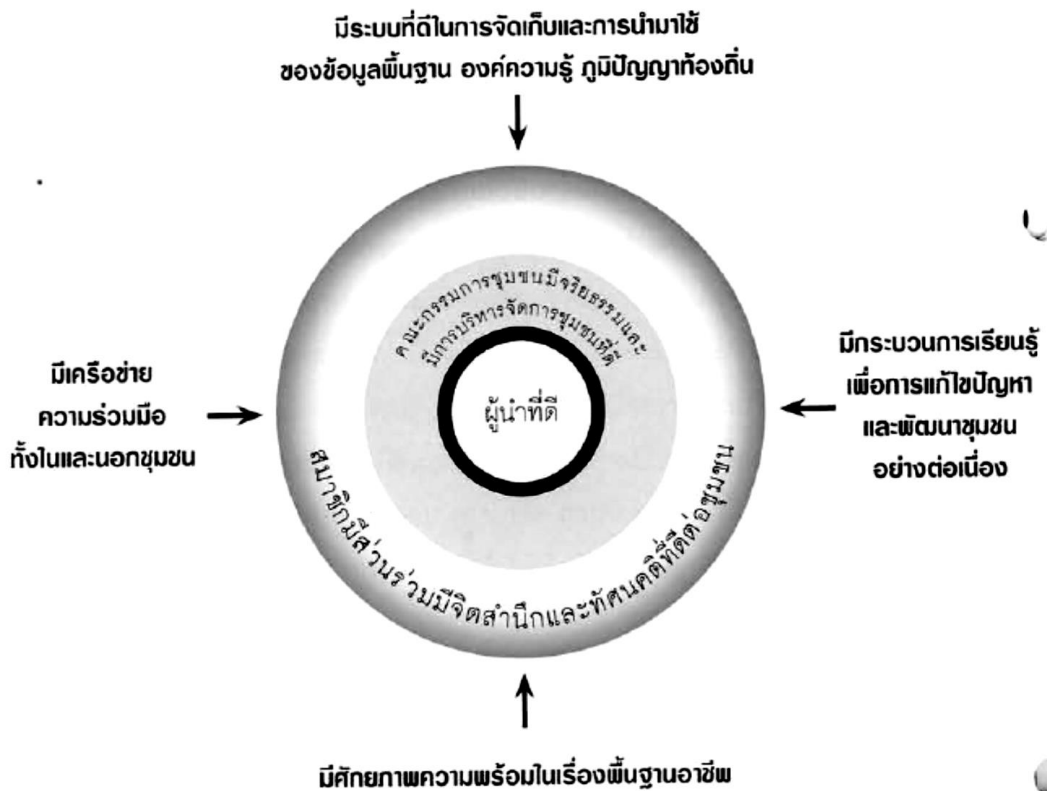 มีระบบที่ดีในการจัดเก็บและการนำมาใช้
ของข้อมูลพื้นฐาน องค์ความรู้ ภูมิปัญญาท้องถิ่น
คณะกรรมการชุมชนมีจริยธรรมและ
มีการบริหารจัดการชุมชนที่ดี
ผู้นำที่ดี
มีเครือข่าย
ความร่วมมือ
ทั้งในและนอกชุมชน
มีกระบวนการเรียนรู้
เพื่อการแก้ไขปัญหา
และพัฒนาชุมชน
อย่างต่อเนื่อง
สมาชิกมีส่วนร่วมมีจิตสำนึกและทัศนคติที่ดีต่อชุมชน
มีศักยภาพความพร้อมในเรื่องพื้นฐานอาชีพ